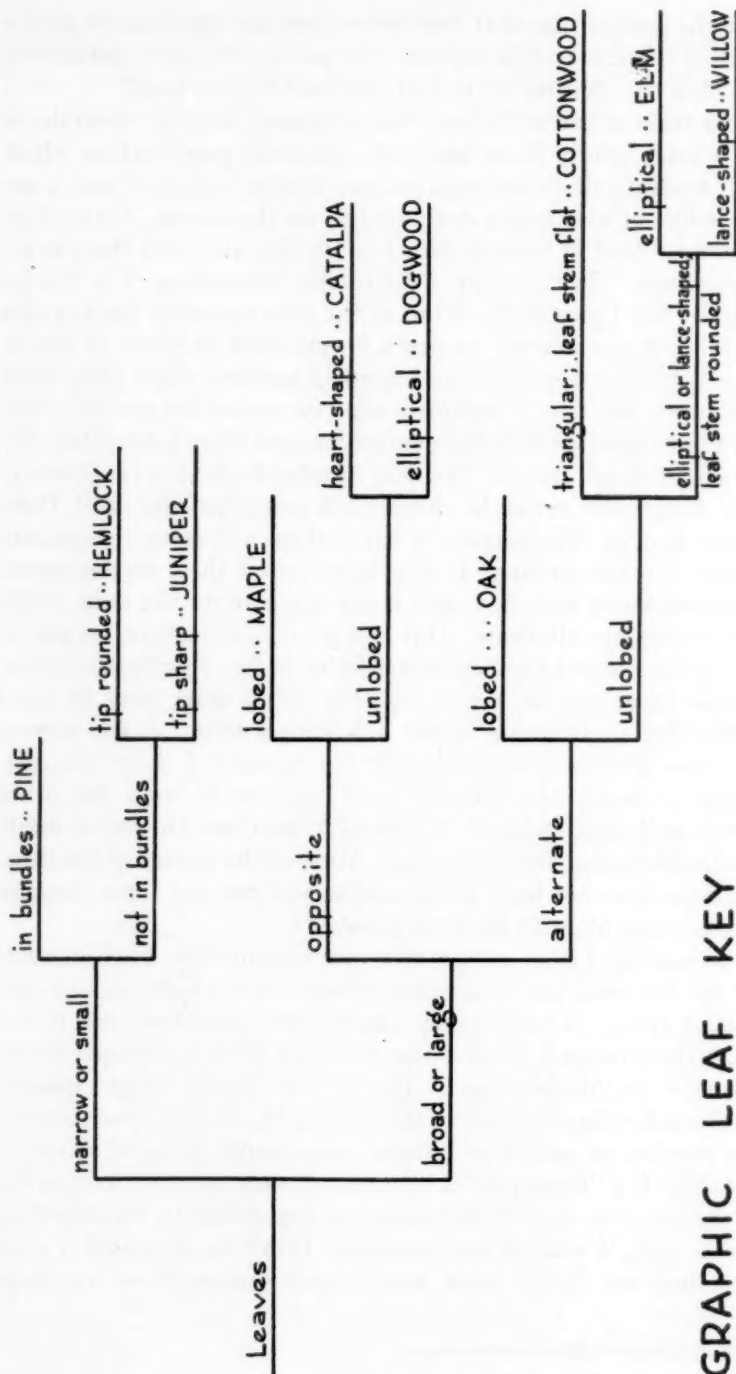 Leaves
narrow or small
in bundles .. PINE
not in bundles
tip rounded .. HEMLOCK
tip sharp .. JUNIPER
broad or large
opposite
lobed ... MAPLE
unlobed
heart-shaped .. CATALPA
elliptical ... DOGWOOD
alternate
lobed ... OAK
unlobed
triangular; leaf stem flat .. COTTONWOOD
elliptical or lance-shaped;
leaf stem rounded
elliptical ELM
lance-shaped .. WILLOW
GRAPHIC LEAF KEY